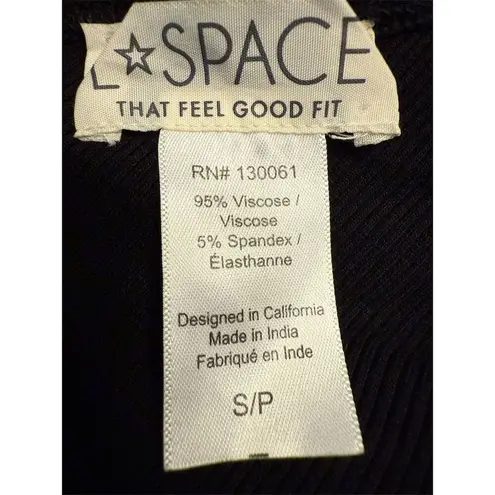 L☆SPACE
THAT FEEL GOOD FIT
RN# 130061
95% Viscose /
Viscose
5% Spandex /
Élasthanne
Designed in California
Made in India
Fabriqué en Inde
S/P